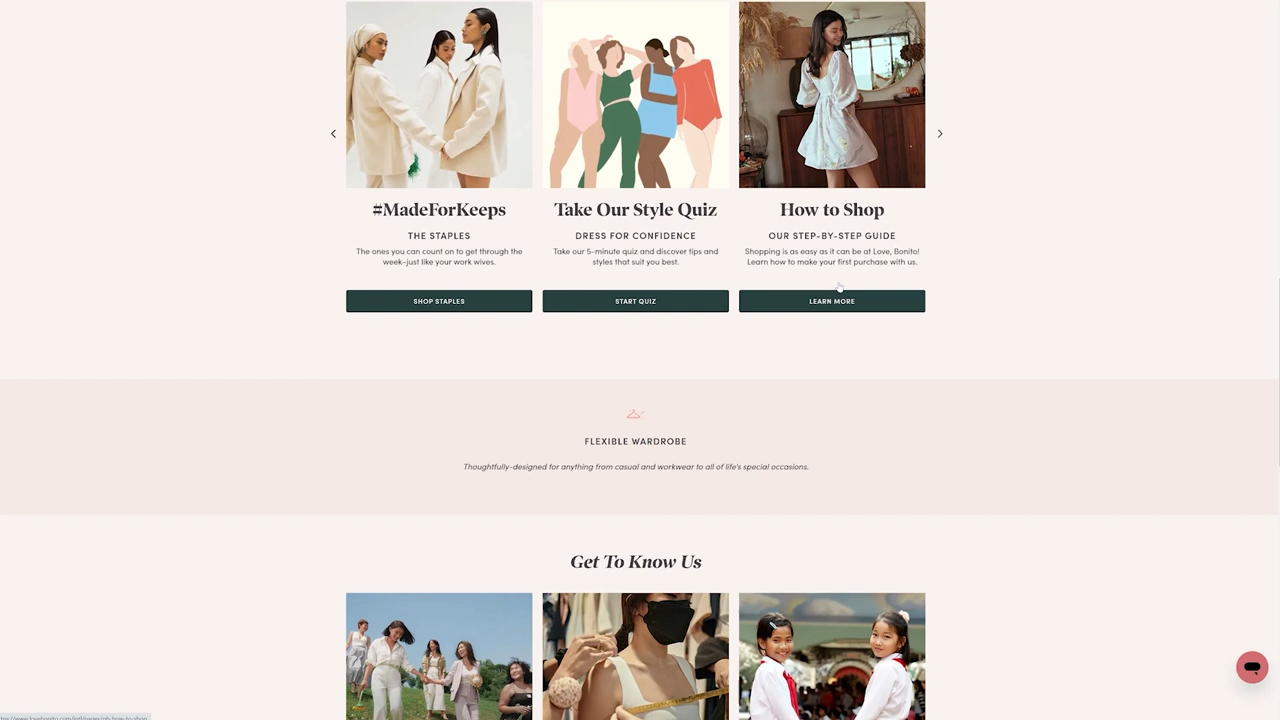 #MadeForKeeps
THE STAPLES
The ones you can count on to get through the
week–just like your work wives.
SHOP STAPLES
Take Our Style Quiz
DRESS FOR CONFIDENCE
Take our 5-minute quiz and discover tips and
styles that suit you best.
START QUIZ
How to Shop
OUR STEP-BY-STEP GUIDE
Shopping is as easy as it can be at Love, Bonito!
Learn how to make your first purchase with us.
LEARN MORE
FLEXIBLE WARDROBE
Thoughtfully-designed for anything from casual and workwear to all of life's special occasions.
Get To Know Us